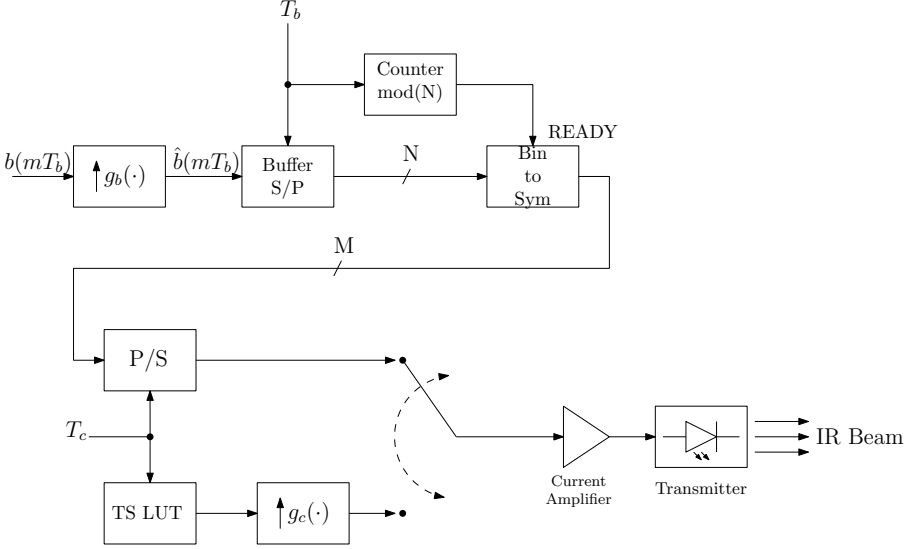 T_b
Counter
mod(N)
READY
b(mT_b)
g_b(·)
b̂(mT_b)
Buffer
S/P
N
Bin
to
Sym
M
P/S
T_c
TS LUT
g_c(·)
Current
Amplifier
Transmitter
IR Beam